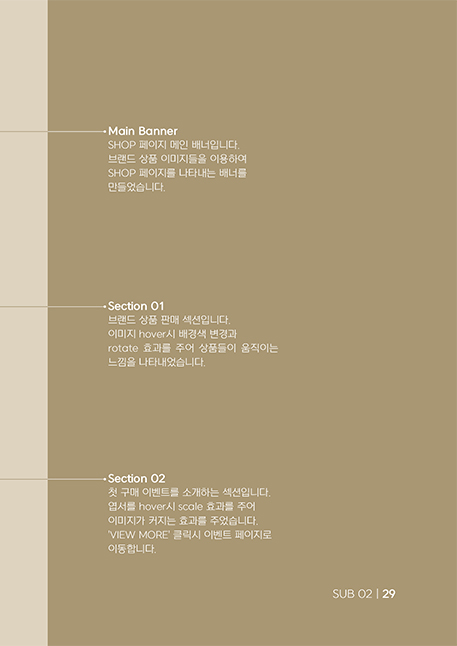 Main Banner
SHOP 페이지 메인 배너입니다.
브랜드 상품 이미지들을 이용하여
SHOP 페이지를 나타내는 배너를
만들었습니다.
Section 01
브랜드 상품 판매 섹션입니다.
이미지 hover시 배경색 변경과
rotate 효과를 주어 상품들이 움직이는
느낌을 나타내었습니다.
Section 02
첫 구매 이벤트를 소개하는 섹션입니다.
엽서를 hover시 scale 효과를 주어
이미지가 커지는 효과를 주었습니다.
'VIEW MORE' 클릭시 이벤트 페이지로
이동합니다.
SUB 02 | 29